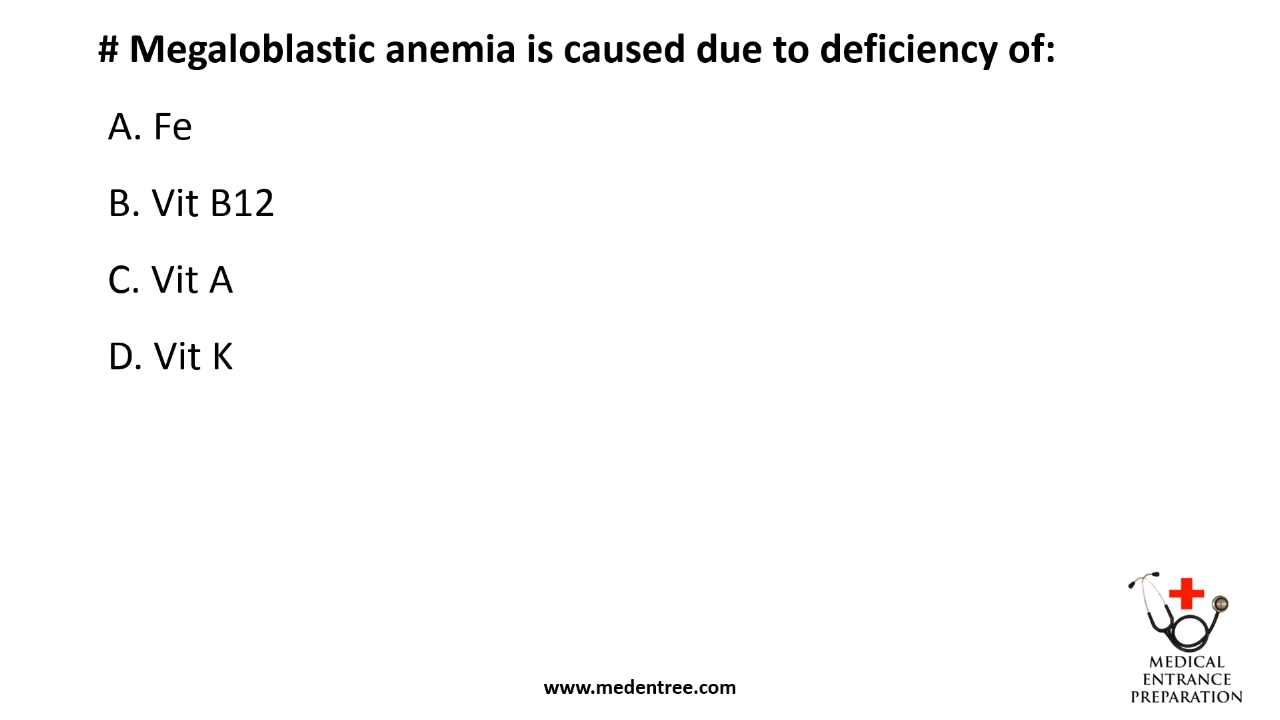 # Megaloblastic anemia is caused due to deficiency of:
A. Fe
B. Vit B12
C. Vit A
D. Vit K
MEDICAL
ENTRANCE
PREPARATION
www.medentree.com